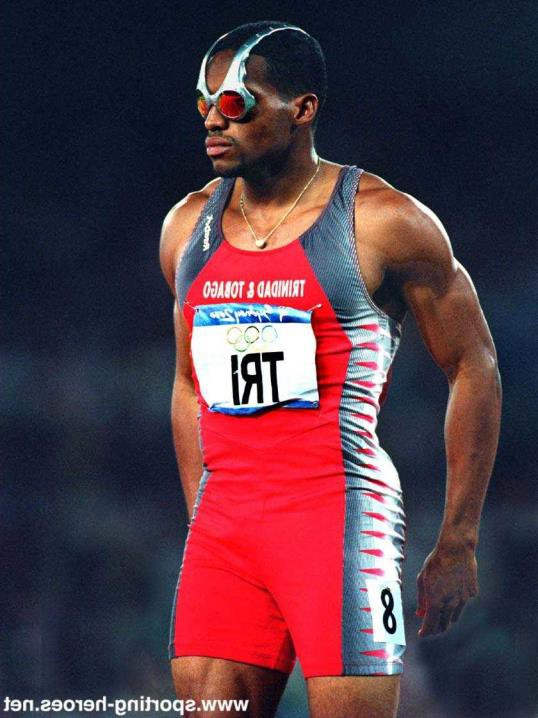 TRINIDAD & TOBAGO
Sydney 2000
TRI
8
www.sporting-heroes.net